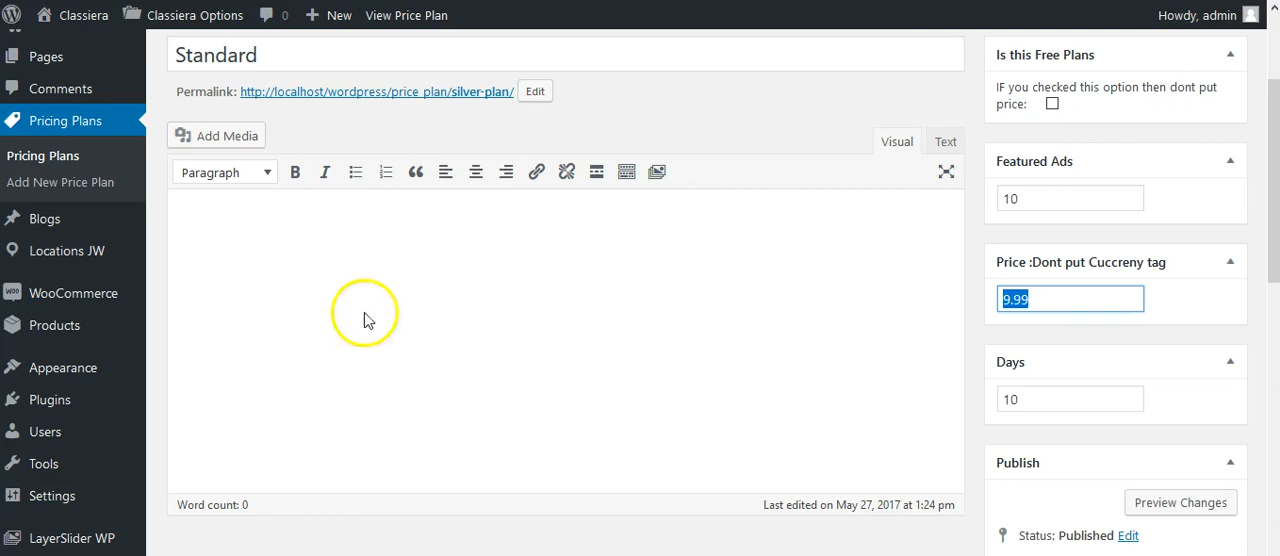 Classiera Classiera Options 0 New View Price Plan Howdy, admin
Pages
Comments
Pricing Plans
Pricing Plans
Add New Price Plan
Blogs
Locations JW
WooCommerce
Products
Appearance
Plugins
Users
Tools
Settings
LayerSlider WP
Standard
Permalink: http://localhost/wordpress/price_plan/silver-plan/ Edit
Add Media
Visual Text
Paragraph B I
Word count: 0 Last edited on May 27, 2017 at 1:24 pm
Is this Free Plans
IF you checked this option then dont put
price:
Featured Ads
10
Price :Dont put Cuccreny tag
9.99
Days
10
Publish
Preview Changes
Status: Published Edit